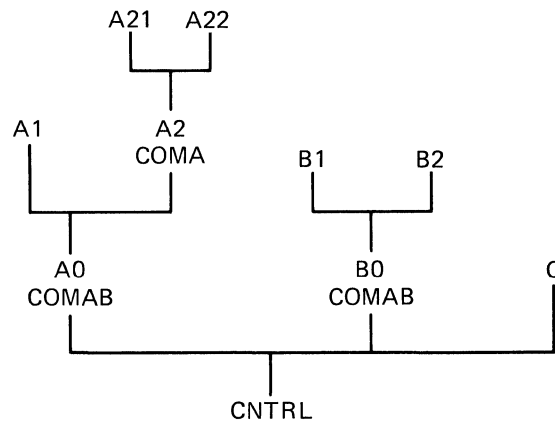 A21 A22
A1 A2
COMA
B1 B2
A0 B0 C
COMAB COMAB
CNTRL